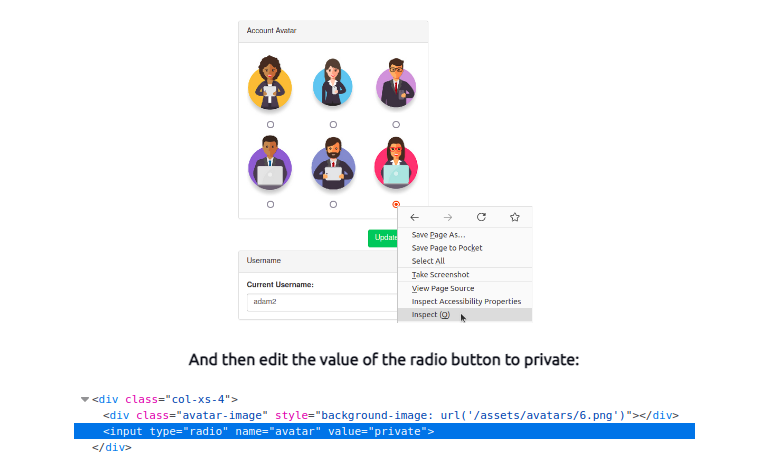 Account Avatar
Update
Save Page As...
Save Page to Pocket
Select All
Take Screenshot
View Page Source
Inspect Accessibility Properties
Inspect (Q)
Username
Current Username:
adam2
And then edit the value of the radio button to private:
<div class="col-xs-4">
<div class="avatar-image" style="background-image: url('/assets/avatars/6.png')"></div>
<input type="radio" name="avatar" value="private">
</div>